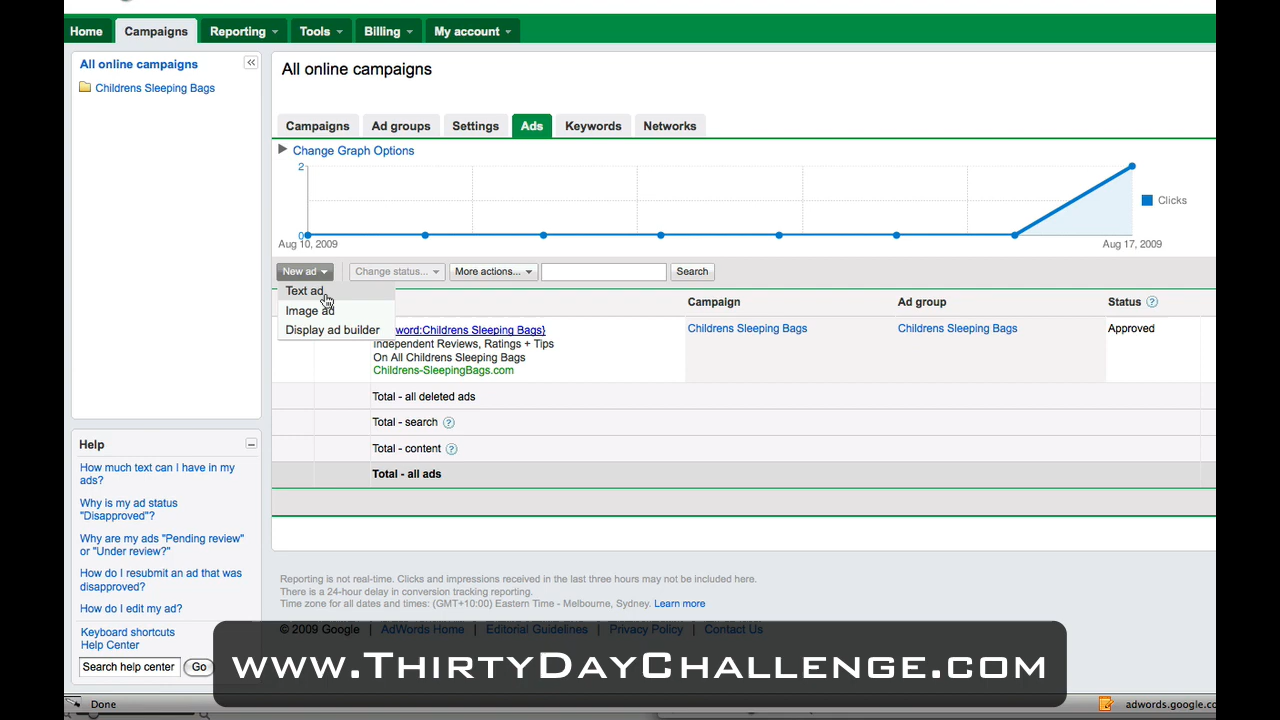 Home Campaigns Reporting Tools Billing My account
All online campaigns
Childrens Sleeping Bags
All online campaigns
Campaigns Ad groups Settings Ads Keywords Networks
Change Graph Options
2
0
Clicks
Aug 10, 2009 Aug 17, 2009
New ad Change status... More actions... Search
Text ad
Image ad
Display ad builder
Campaign Ad group Status
word:Childrens Sleeping Bags} Childrens Sleeping Bags Childrens Sleeping Bags Approved
Independent Reviews, Ratings + Tips
On All Childrens Sleeping Bags
Childrens-SleepingBags.com
Total - all deleted ads
Total - search
Total - content
Total - all ads
Help
How much text can I have in my
ads?
Why is my ad status
"Disapproved"?
Why are my ads "Pending review"
or "Under review?"
How do I resubmit an ad that was
disapproved?
How do I edit my ad?
Keyboard shortcuts
Help Center
Search help center Go
Reporting is not real-time. Clicks and impressions received in the last three hours may not be included here.
There is a 24-hour delay in conversion tracking reporting.
Time zone for all dates and times: (GMT+10:00) Eastern Time - Melbourne, Sydney. Learn more
© 2009 Google | AdWords Home | Editorial Guidelines | Privacy Policy | Contact Us
www.ThirtyDayChallenge.com
Done adwords.google.co